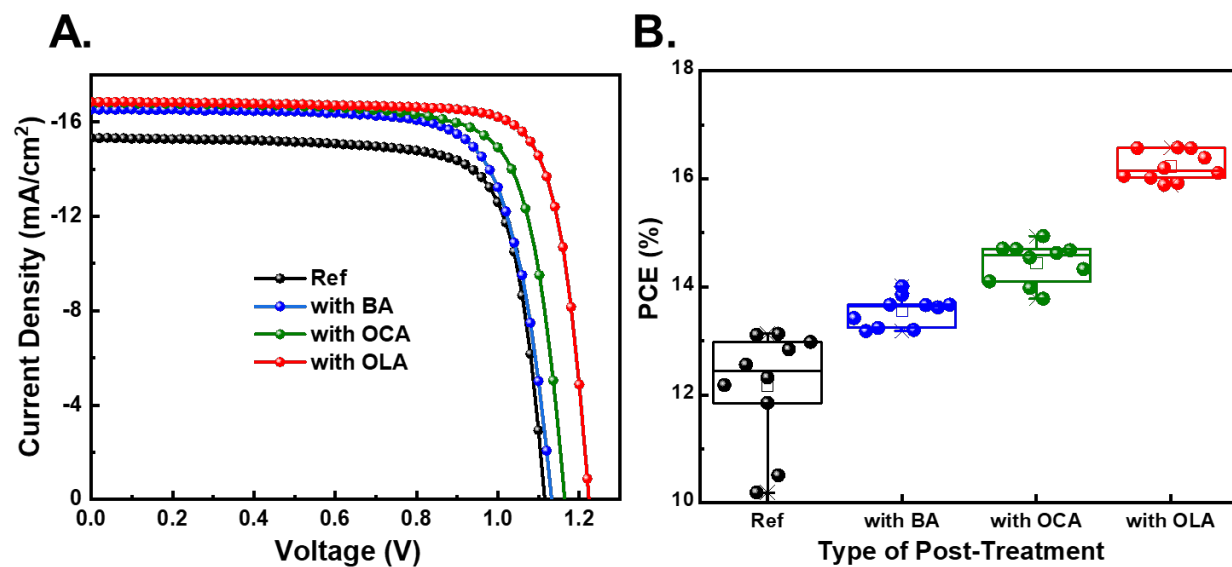 A.
Current Density (mA/cm²)
-16
-12
-8
-4
0
Ref
with BA
with OCA
with OLA
0.0 0.2 0.4 0.6 0.8 1.0 1.2
Voltage (V)
B.
PCE (%)
18
16
14
12
10
Ref with BA with OCA with OLA
Type of Post-Treatment